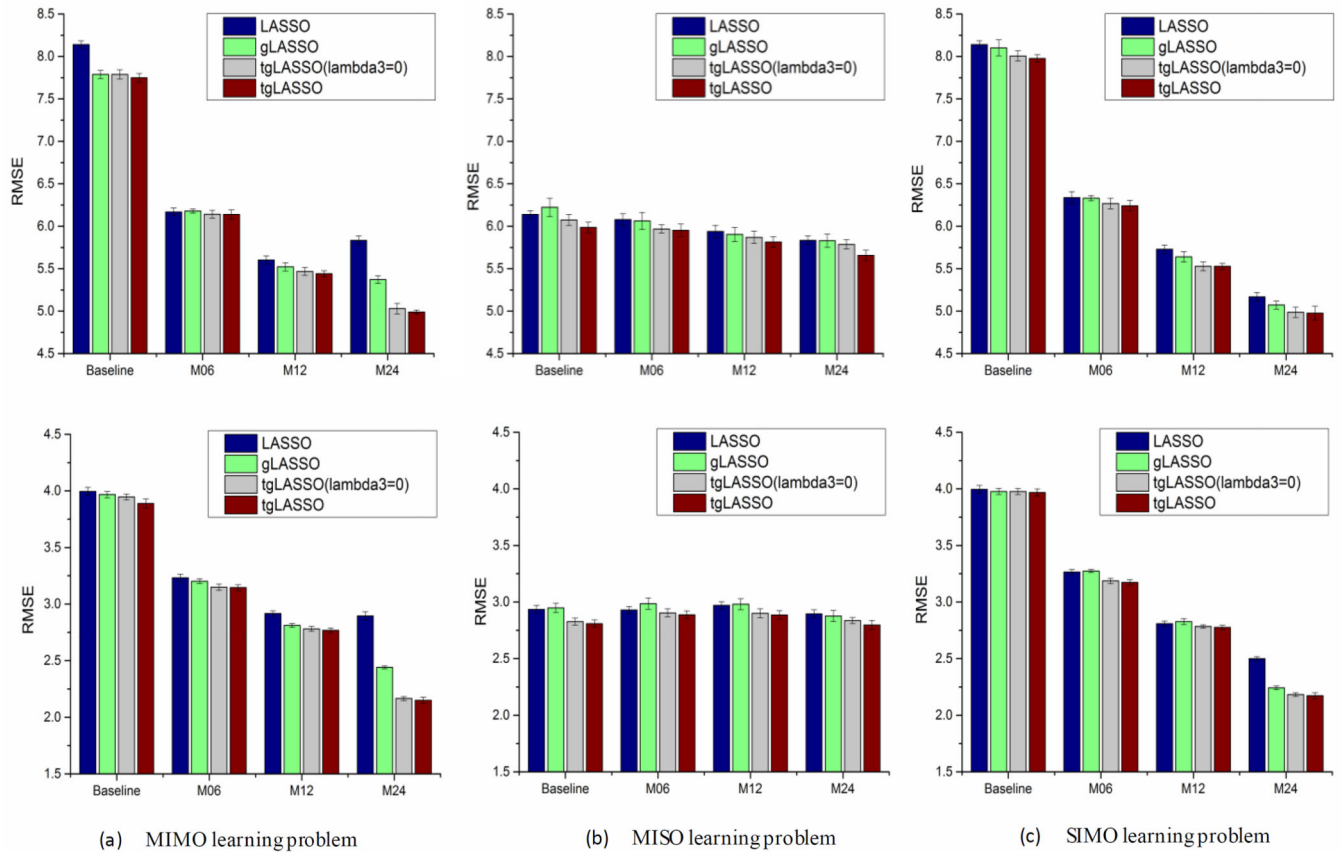 8.5
8.0
7.5
7.0
6.5
6.0
5.5
5.0
4.5
RMSE
LASSO
gLASSO
tgLASSO(lambda3=0)
tgLASSO
Baseline M06 M12 M24
8.5
8.0
7.5
7.0
6.5
6.0
5.5
5.0
4.5
RMSE
LASSO
gLASSO
tgLASSO(lambda3=0)
tgLASSO
Baseline M06 M12 M24
8.5
8.0
7.5
7.0
6.5
6.0
5.5
5.0
4.5
RMSE
LASSO
gLASSO
tgLASSO(lambda3=0)
tgLASSO
Baseline M06 M12 M24
4.5
4.0
3.5
3.0
2.5
2.0
1.5
RMSE
LASSO
gLASSO
tgLASSO(lambda3=0)
tgLASSO
Baseline M06 M12 M24
4.5
4.0
3.5
3.0
2.5
2.0
1.5
RMSE
LASSO
gLASSO
tgLASSO(lambda3=0)
tgLASSO
Baseline M06 M12 M24
4.5
4.0
3.5
3.0
2.5
2.0
1.5
RMSE
LASSO
gLASSO
tgLASSO(lambda3=0)
tgLASSO
Baseline M06 M12 M24
(a) MIMO learning problem
(b) MISO learning problem
(c) SIMO learning problem